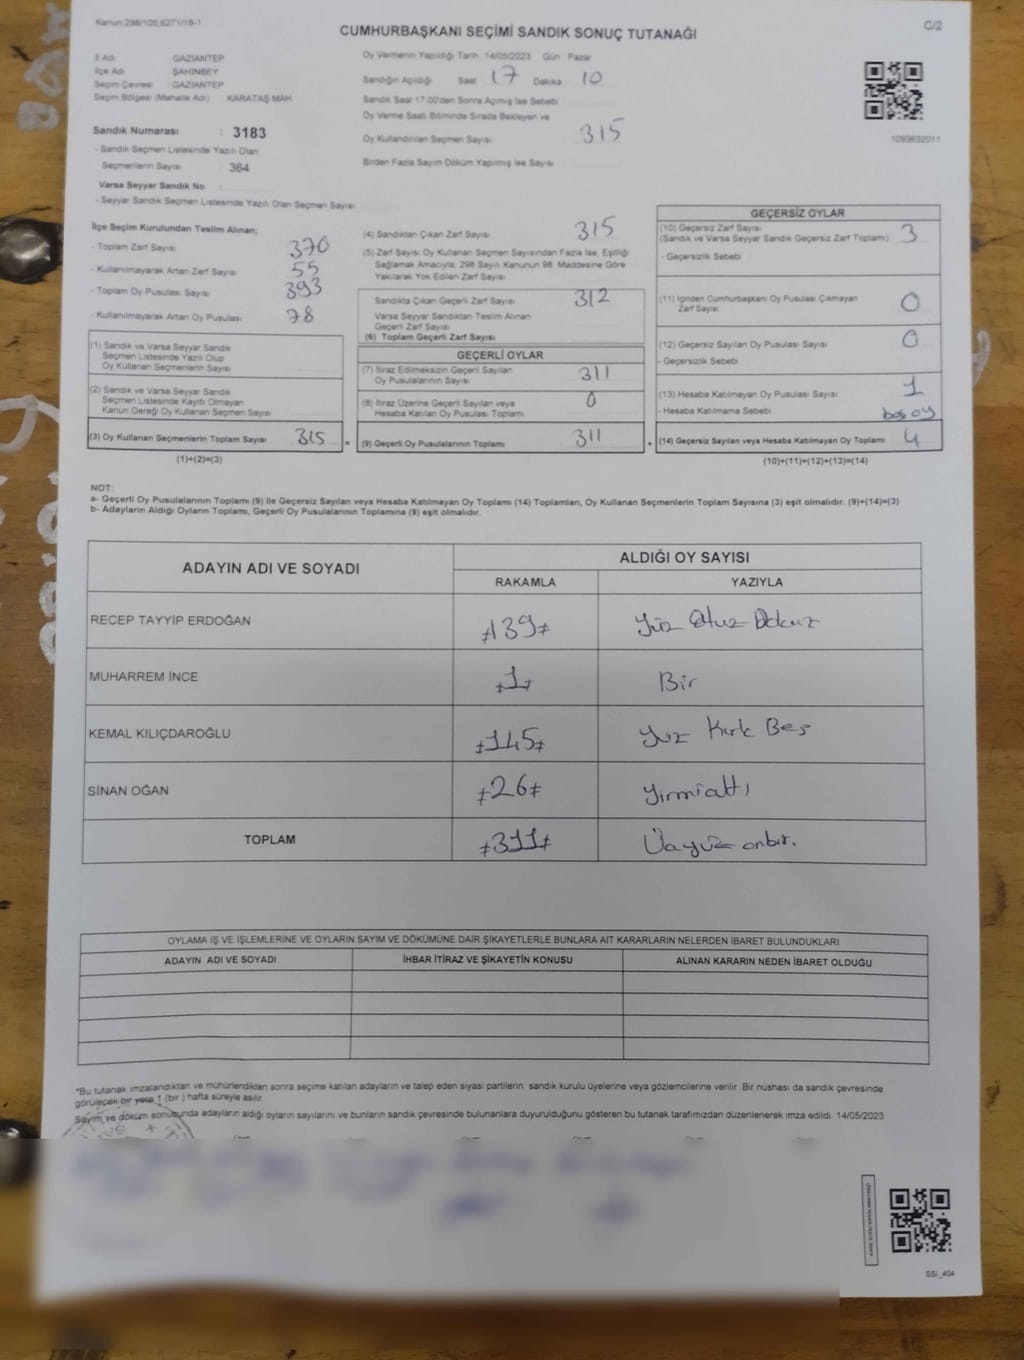 Kanun:298/105;6271/18-1
C/2
CUMHURBAŞKANI SEÇİMİ SANDIK SONUÇ TUTANAĞI
İl Adı GAZİANTEP
İlçe Adı ŞAHİNBEY
Seçim Çevresi : GAZİANTEP
Seçim Bölgesi (Mahalle Adı) KARATAŞ MAH.
Sandık Numarası : 3183
- Sandık Seçmen Listesinde Yazılı Olan
Seçmenlerin Sayısı 364
Varsa Seyyar Sandık No :
- Seyyar Sandık Seçmen Listesinde Yazılı Olan Seçmen Sayısı
Oy Vermenin Yapıldığı Tarih 14/05/2023 Gün Pazar
Sandığın Açıldığı Saat 17 Dakika 10
Sandık Saat 17.00'den Sonra Açılmış İse Sebebi
Oy Verme Saati Bitiminde Sırada Bekleyen ve
Oy Kullandırılan Seçmen Sayısı 315
Birden Fazla Sayım Döküm Yapılmış İse Sayısı
1093632011
İlçe Seçim Kurulundan Teslim Alınan;
- Toplam Zarf Sayısı 370
- Kullanılmayarak Artan Zarf Sayısı 55
- Toplam Oy Pusulası Sayısı 393
- Kullanılmayarak Artan Oy Pusulası 78
(1) Sandık ve Varsa Seyyar Sandık
Seçmen Listesinde Yazılı Olup
Oy Kullanan Seçmenlerin Sayısı
(2) Sandık ve Varsa Seyyar Sandık
Seçmen Listesinde Kayıtlı Olmayan
Kanun Gereği Oy Kullanan Seçmen Sayısı
(3) Oy Kullanan Seçmenlerin Toplam Sayısı 315
(1)+(2)=(3)
(4) Sandıktan Çıkan Zarf Sayısı 315
(5) Zarf Sayısı Oy Kullanan Seçmen Sayısından Fazla İse, Eşitliği
Sağlamak Amacıyla; 298 Sayılı Kanunun 98. Maddesine Göre
Yakılarak Yok Edilen Zarf Sayısı
Sandıkta Çıkan Geçerli Zarf Sayısı 312
Varsa Seyyar Sandıktan Teslim Alınan
Geçerli Zarf Sayısı
(6) Toplam Geçerli Zarf Sayısı
GEÇERLİ OYLAR
(7) İtiraz Edilmeksizin Geçerli Sayılan
Oy Pusulalarının Sayısı 311
(8) İtiraz Üzerine Geçerli Sayılan veya
Hesaba Katılan Oy Pusulası Toplamı 0
(9) Geçerli Oy Pusulalarının Toplamı 311
GEÇERSİZ OYLAR
(10) Geçersiz Zarf Sayısı
(Sandık ve Varsa Seyyar Sandık Geçersiz Zarf Toplamı) 3
- Geçersizlik Sebebi
(11) İçinden Cumhurbaşkanı Oy Pusulası Çıkmayan
Zarf Sayısı 0
(12) Geçersiz Sayılan Oy Pusulası Sayısı 0
- Geçersizlik Sebebi
(13) Hesaba Katılmayan Oy Pusulası Sayısı 1
- Hesaba Katılmama Sebebi boş oy
(14) Geçersiz Sayılan veya Hesaba Katılmayan Oy Toplamı 4
(10)+(11)+(12)+(13)=(14)
NOT:
a- Geçerli Oy Pusulalarının Toplamı (9) ile Geçersiz Sayılan veya Hesaba Katılmayan Oy Toplamı (14) Toplamları, Oy Kullanan Seçmenlerin Toplam Sayısına (3) eşit olmalıdır. (9)+(14)=(3)
b- Adayların Aldığı Oyların Toplamı, Geçerli Oy Pusulalarının Toplamına (9) eşit olmalıdır.
ADAYIN ADI VE SOYADI
ALDIĞI OY SAYISI
RAKAMLA YAZIYLA
RECEP TAYYİP ERDOĞAN ≠139≠ Yüz Otuz Dokuz
MUHARREM İNCE ≠1≠ Bir
KEMAL KILIÇDAROĞLU ≠145≠ Yüz Kırk Beş
SİNAN OĞAN ≠26≠ Yirmialtı
TOPLAM ≠311≠ Üçyüz onbir.
OYLAMA İŞ VE İŞLEMLERİNE VE OYLARIN SAYIM VE DÖKÜMÜNE DAİR ŞİKAYETLERLE BUNLARA AİT KARARLARIN NELERDEN İBARET BULUNDUKLARI
ADAYIN ADI VE SOYADI İHBAR İTİRAZ VE ŞİKAYETİN KONUSU ALINAN KARARIN NEDEN İBARET OLDUĞU
*Bu tutanak imzalandıktan ve mühürlendikten sonra seçime katılan adayların ve talep eden siyasi partilerin sandık kurulu üyelerine veya gözlemcilerine verilir. Bir nüshası da sandık çevresinde
görülecek bir yere 1 (bir ) hafta süreyle asılır.
Sayım ve döküm sonucunda adayların aldığı oyların sayılarını ve bunların sandık çevresinde bulunanlara duyurulduğunu gösteren bu tutanak tarafımızdan düzenlenerek imza edildi. 14/05/2023
SSİ_404